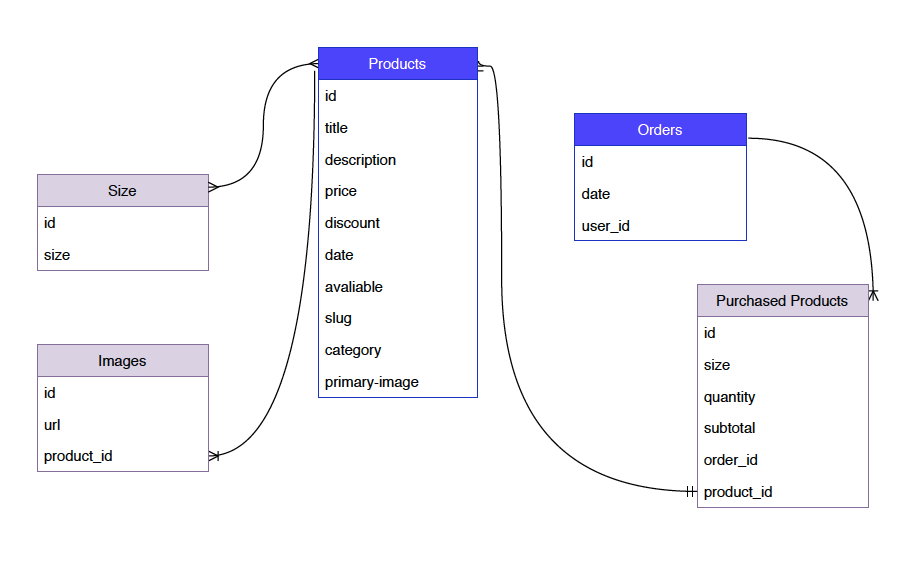 Products
id
title
description
price
discount
date
avaliable
slug
category
primary-image
Orders
id
date
user_id
Size
id
size
Purchased Products
id
size
quantity
subtotal
order_id
product_id
Images
id
url
product_id